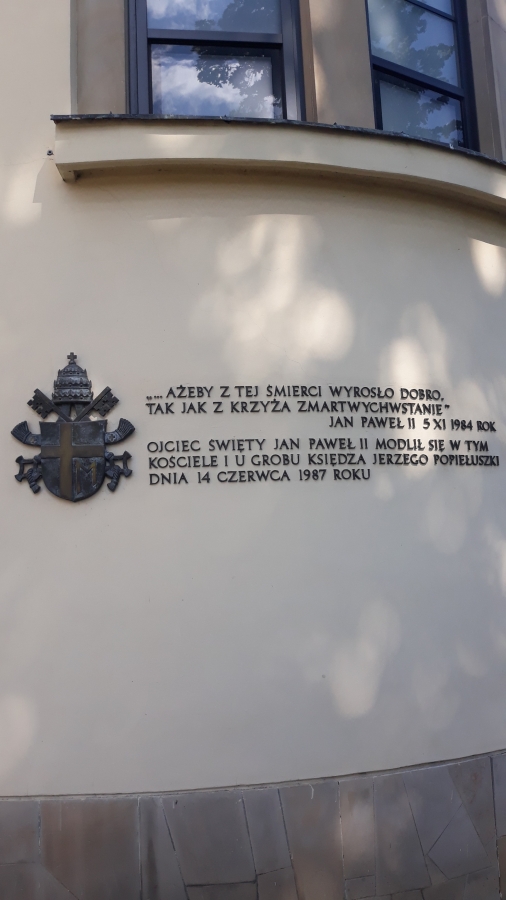 „... AŻEBY Z TEJ ŚMIERCI WYROSŁO DOBRO,
TAK JAK Z KRZYŻA ZMARTWYCHWSTANIE"
JAN PAWEŁ II 5 XI 1984 ROK
OJCIEC ŚWIĘTY JAN PAWEŁ II MODLIŁ SIĘ W TYM
KOŚCIELE I U GROBU KSIĘDZA JERZEGO POPIEŁUSZKI
DNIA 14 CZERWCA 1987 ROKU